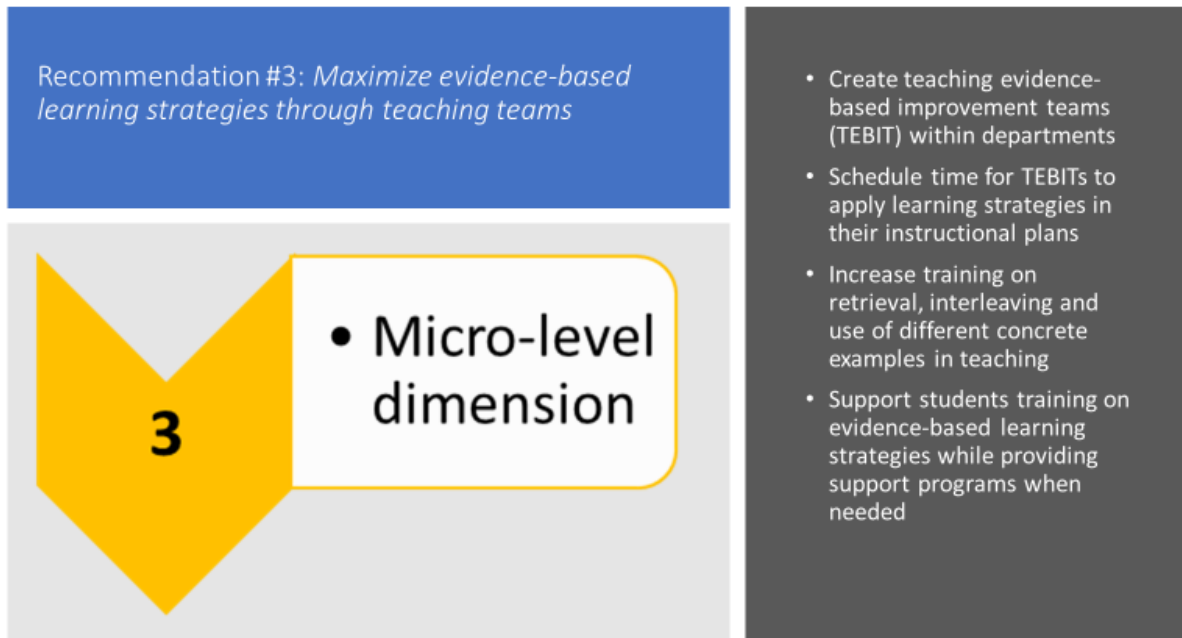 Recommendation #3: Maximize evidence-based
learning strategies through teaching teams
3
• Micro-level
dimension
• Create teaching evidence-
based improvement teams
(TEBIT) within departments
• Schedule time for TEBITs to
apply learning strategies in
their instructional plans
• Increase training on
retrieval, interleaving and
use of different concrete
examples in teaching
• Support students training on
evidence-based learning
strategies while providing
support programs when
needed